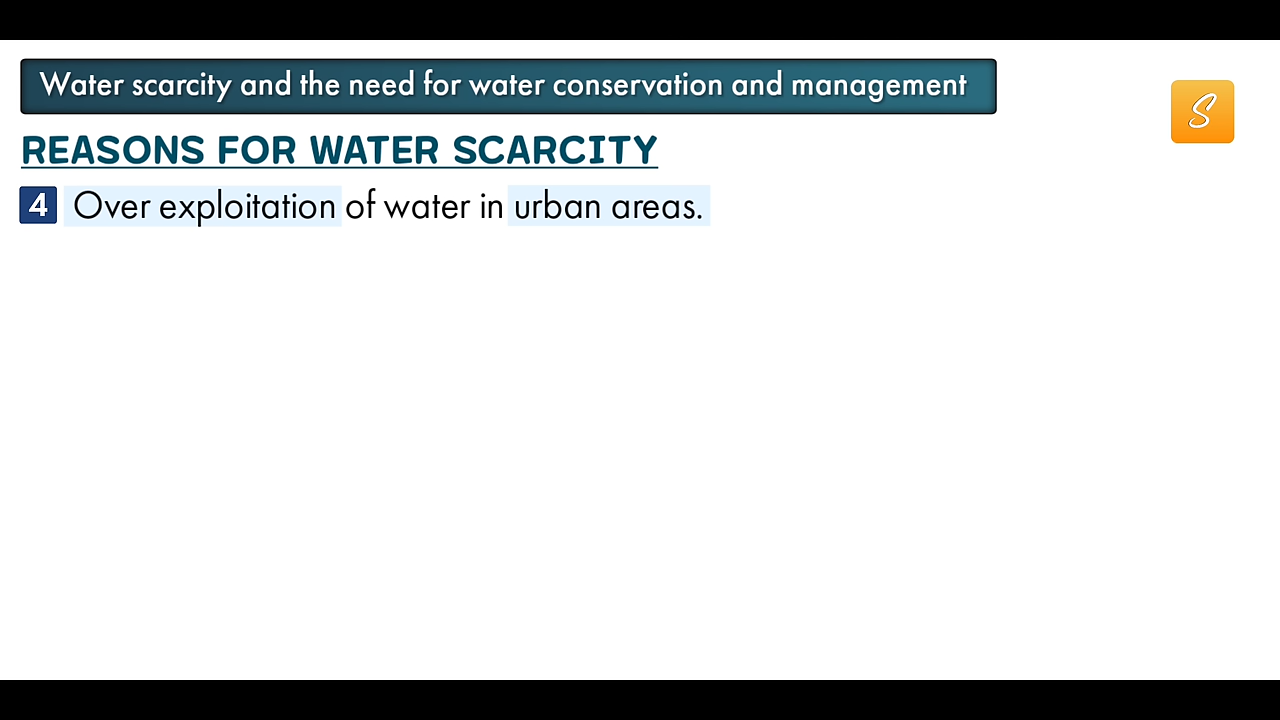 Water scarcity and the need for water conservation and management
S
REASONS FOR WATER SCARCITY
4 Over exploitation of water in urban areas.